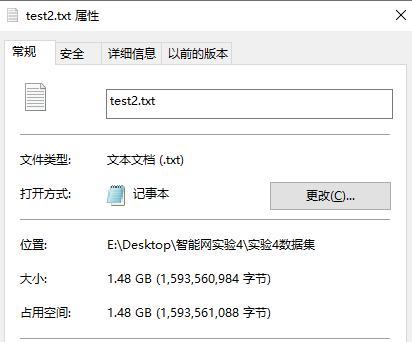 test2.txt 属性
常规 安全 详细信息 以前的版本
test2.txt
文件类型: 文本文档 (.txt)
打开方式: 记事本 更改(C)...
位置: E:\Desktop\智能网实验4\实验4数据集
大小: 1.48 GB (1,593,560,984 字节)
占用空间: 1.48 GB (1,593,561,088 字节)